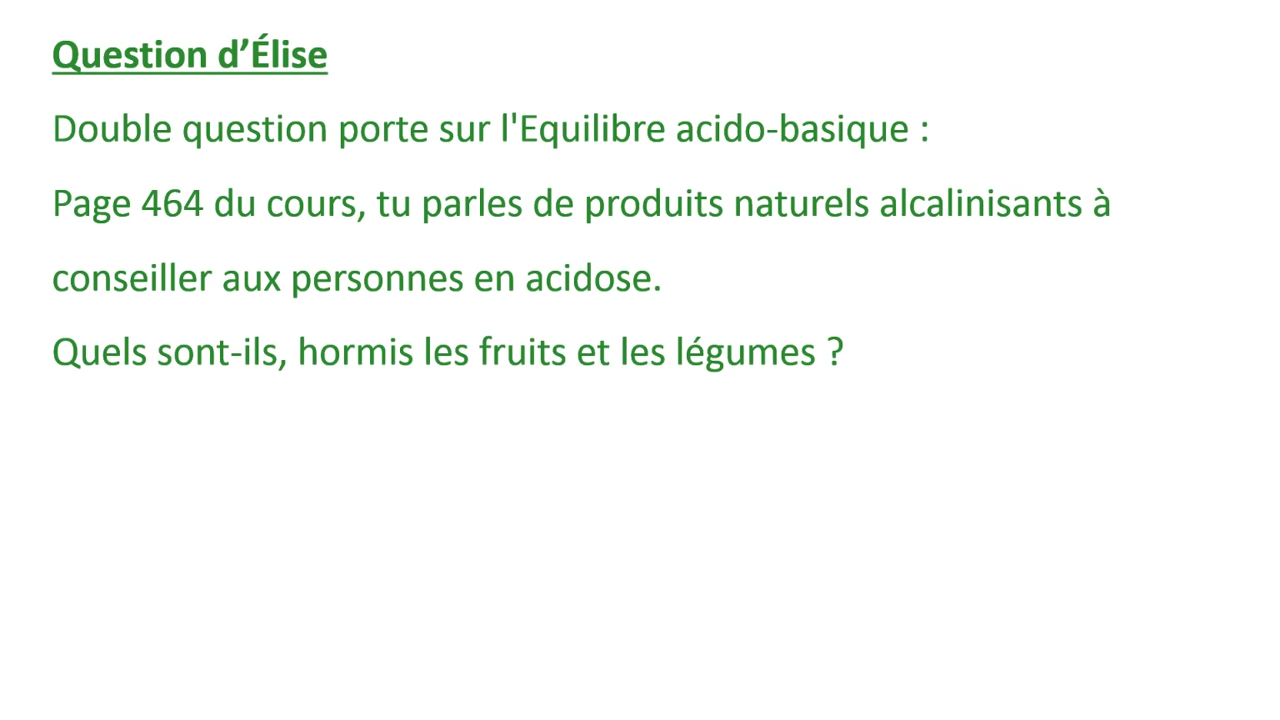 Question d’Élise
Double question porte sur l'Equilibre acido-basique :
Page 464 du cours, tu parles de produits naturels alcalinisants à
conseiller aux personnes en acidose.
Quels sont-ils, hormis les fruits et les légumes ?